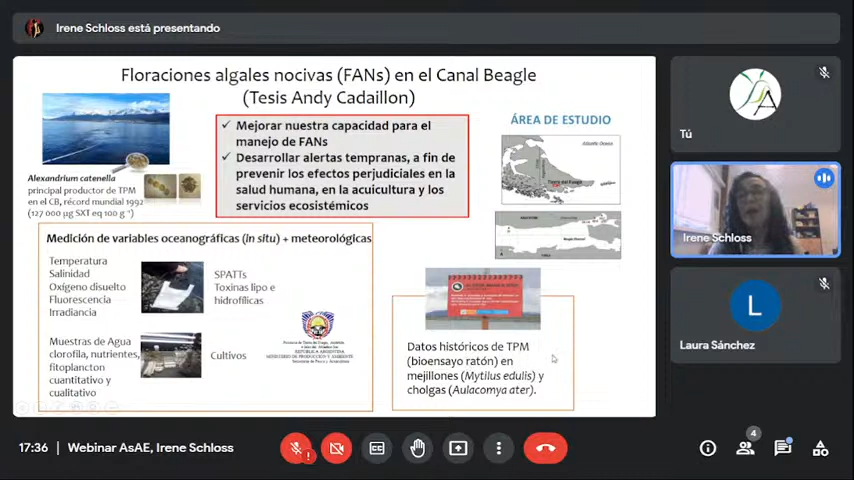 Irene Schloss está presentando
Floraciones algales nocivas (FANs) en el Canal Beagle
(Tesis Andy Cadaillon)
✓ Mejorar nuestra capacidad para el
manejo de FANs
✓ Desarrollar alertas tempranas, a fin de
prevenir los efectos perjudiciales en la
salud humana, en la acuicultura y los
servicios ecosistémicos
ÁREA DE ESTUDIO
Alexandrium catenella
principal productor de TPM
en el CB, récord mundial 1992
(127 000 µg SXT eq 100 g⁻¹)
Medición de variables oceanográficas (in situ) + meteorológicas
Temperatura
Salinidad
Oxígeno disuelto
Fluorescencia
Irradiancia
SPATTs
Toxinas lipo e
hidrofílicas
Muestras de Agua
clorofila, nutrientes,
fitoplancton
cuantitativo y
cualitativo
Cultivos
REPUBLICA ARGENTINA
MINISTERIO DE PRODUCCION Y AMBIENTE
Datos históricos de TPM
(bioensayo ratón) en
mejillones (Mytilus edulis) y
cholgas (Aulacomya ater).
Tú
Irene Schloss
L
Laura Sánchez
17:36 | Webinar AsAE, Irene Schloss
4